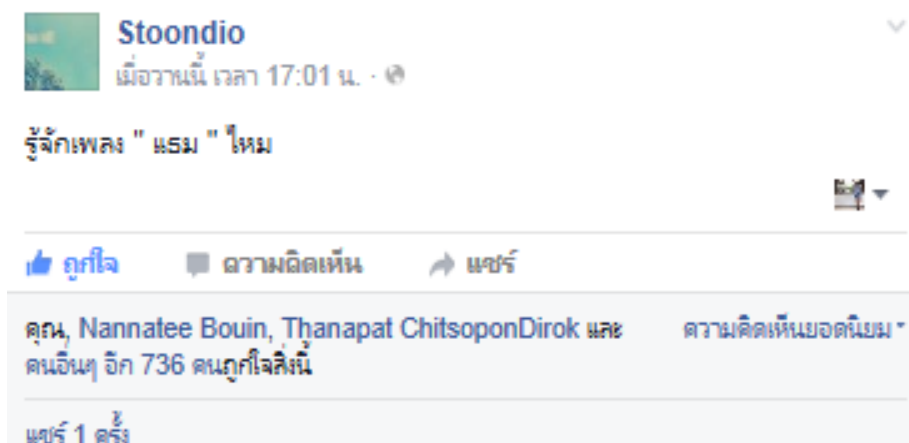 Stoondio
เมื่อวานนี้ เวลา 17:01 น. ·
รู้จักเพลง " แธม " ไหม
ถูกใจ ความคิดเห็น แชร์
คุณ, Nannatee Bouin, Thanapat ChitsoponDirok และ ความคิดเห็นยอดนิยม
คนอื่นๆ อีก 736 คนถูกใจสิ่งนี้
แชร์ 1 ครั้ง